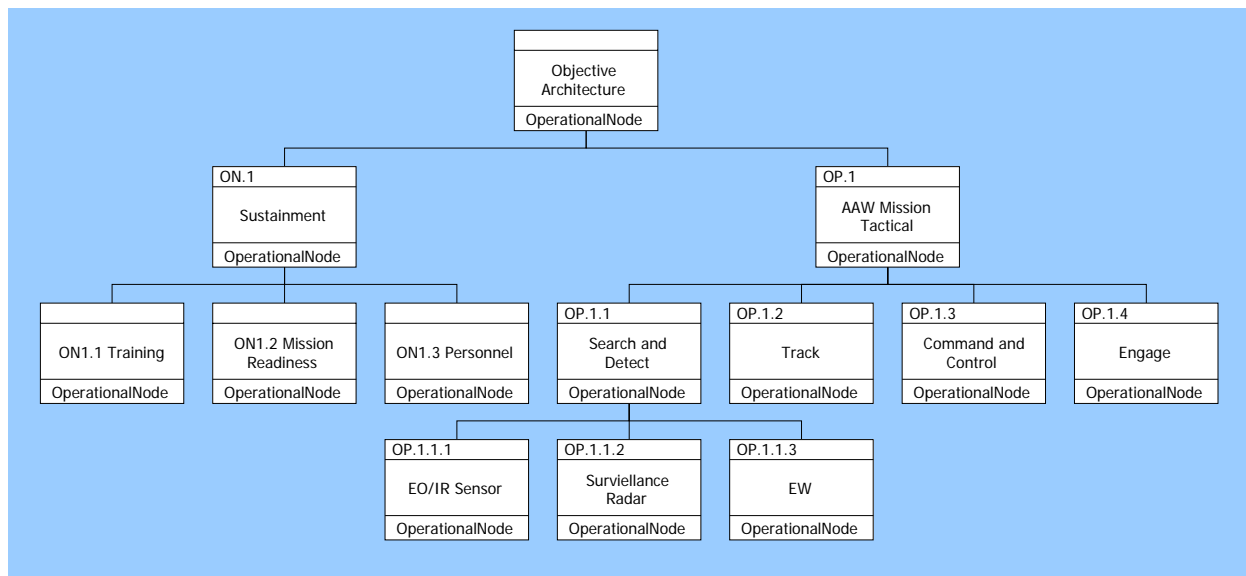 Objective
Architecture
OperationalNode
ON.1
Sustainment
OperationalNode
OP.1
AAW Mission
Tactical
OperationalNode
ON1.1 Training
OperationalNode
ON1.2 Mission
Readiness
OperationalNode
ON1.3 Personnel
OperationalNode
OP.1.1
Search and
Detect
OperationalNode
OP.1.2
Track
OperationalNode
OP.1.3
Command and
Control
OperationalNode
OP.1.4
Engage
OperationalNode
OP.1.1.1
EO/IR Sensor
OperationalNode
OP.1.1.2
Surviellance
Radar
OperationalNode
OP.1.1.3
EW
OperationalNode